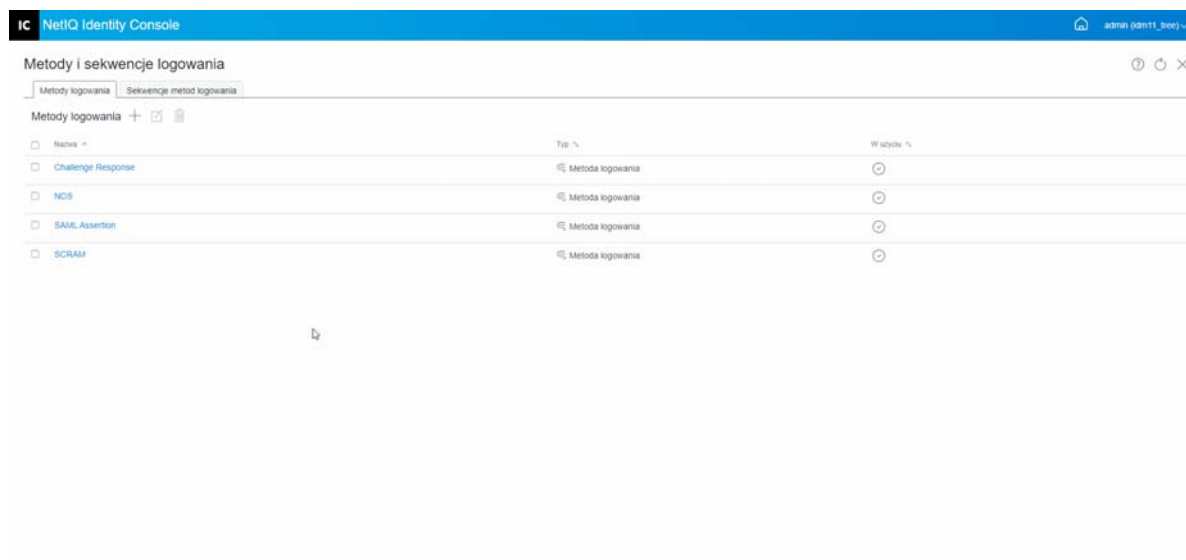 IC NetIQ Identity Console
admin (idm11_tree)
Metody i sekwencje logowania
Metody logowania Sekwencje metod logowania
Metody logowania
Nazwa Typ W użyciu
Challenge Response Metoda logowania
NDS Metoda logowania
SAML Assertion Metoda logowania
SCRAM Metoda logowania